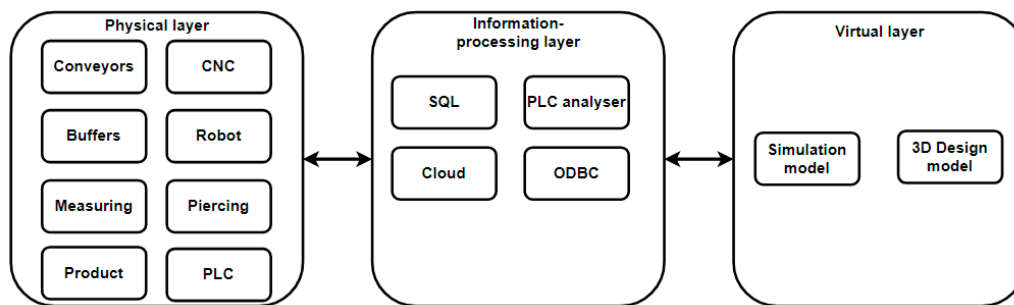 Physical layer
Conveyors
CNC
Buffers
Robot
Measuring
Piercing
Product
PLC
Information-
processing layer
SQL
PLC analyser
Cloud
ODBC
Virtual layer
Simulation
model
3D Design
model